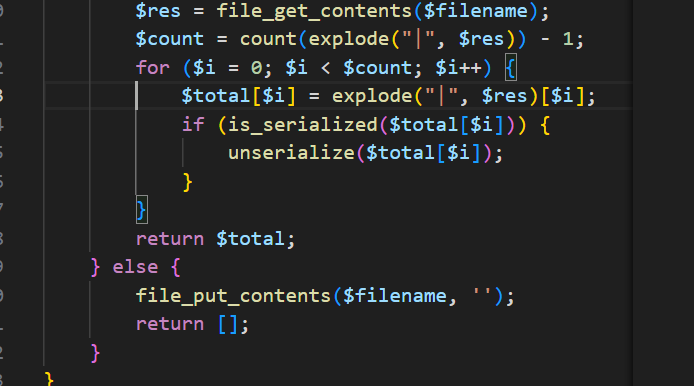 $res = file_get_contents($filename);
$count = count(explode("|", $res)) - 1;
for ($i = 0; $i < $count; $i++) {
$total[$i] = explode("|", $res)[$i];
if (is_serialized($total[$i])) {
unserialize($total[$i]);
}
}
return $total;
} else {
file_put_contents($filename, '');
return [];
}
}